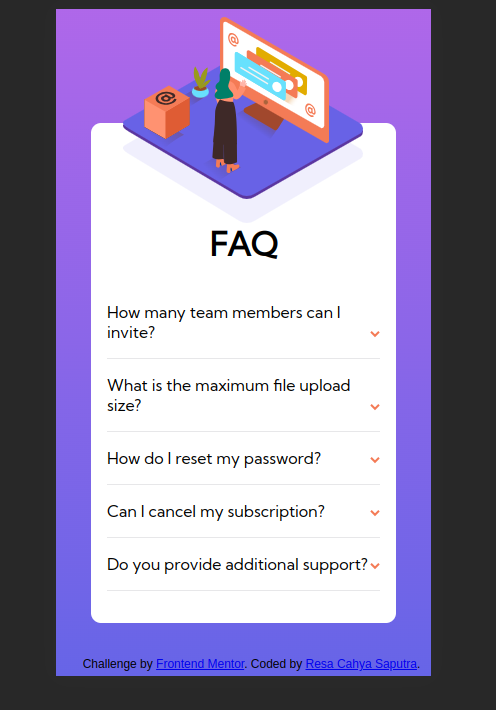 @
@
@
FAQ
How many team members can I
invite?
What is the maximum file upload
size?
How do I reset my password?
Can I cancel my subscription?
Do you provide additional support?
Challenge by Frontend Mentor. Coded by Resa Cahya Saputra.